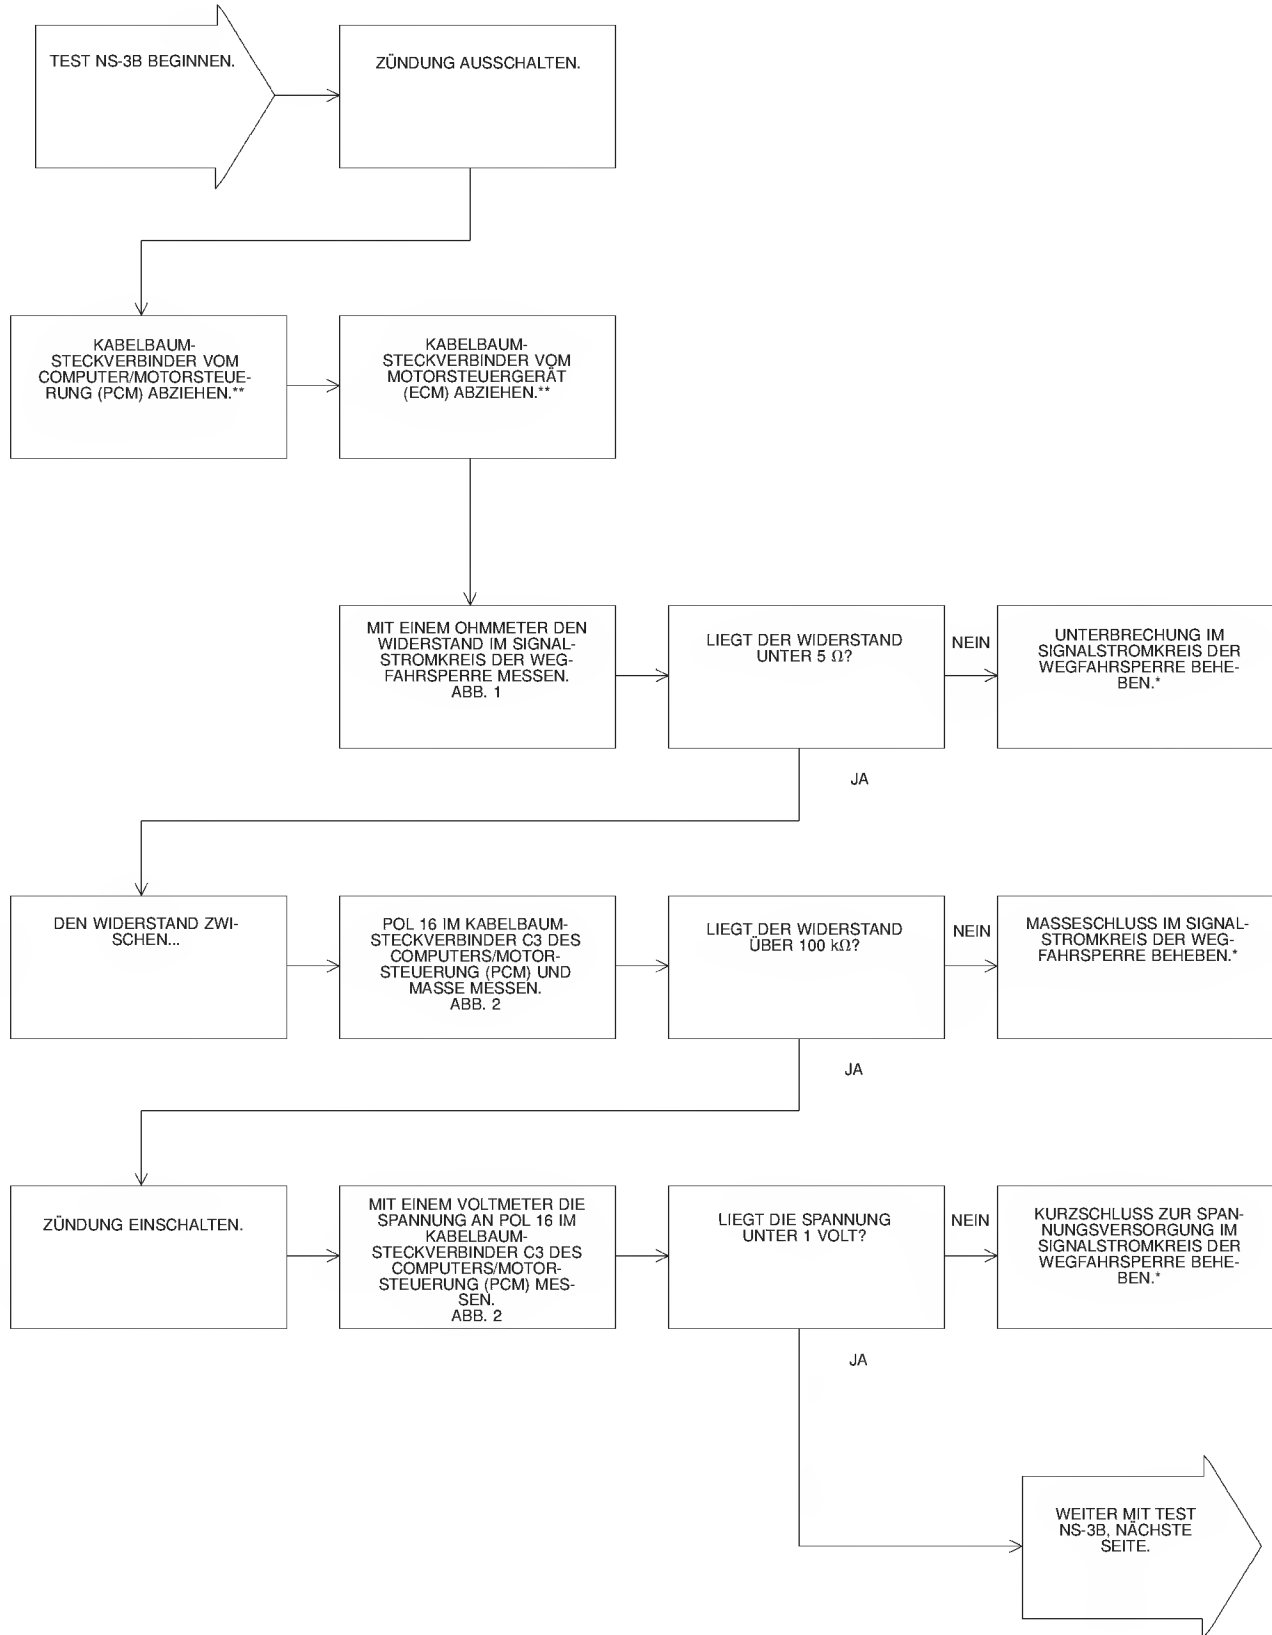 TEST NS-3B BEGINNEN.
ZÜNDUNG AUSSCHALTEN.
KABELBAUM-
STECKVERBINDER VOM
COMPUTER/MOTORSTEUE-
RUNG (PCM) ABZIEHEN.**
KABELBAUM-
STECKVERBINDER VOM
MOTORSTEUERGERÄT
(ECM) ABZIEHEN.**
MIT EINEM OHMMETER DEN
WIDERSTAND IM SIGNAL-
STROMKREIS DER WEG-
FAHRSPERRE MESSEN.
ABB. 1
LIEGT DER WIDERSTAND
UNTER 5 Ω?
NEIN
UNTERBRECHUNG IM
SIGNALSTROMKREIS DER
WEGFAHRSPERRE BEHE-
BEN.*
JA
DEN WIDERSTAND ZWI-
SCHEN...
POL 16 IM KABELBAUM-
STECKVERBINDER C3 DES
COMPUTERS/MOTOR-
STEUERUNG (PCM) UND
MASSE MESSEN.
ABB. 2
LIEGT DER WIDERSTAND
ÜBER 100 kΩ?
NEIN
MASSESCHLUSS IM SIGNAL-
STROMKREIS DER WEG-
FAHRSPERRE BEHEBEN.*
JA
ZÜNDUNG EINSCHALTEN.
MIT EINEM VOLTMETER DIE
SPANNUNG AN POL 16 IM
KABELBAUM-
STECKVERBINDER C3 DES
COMPUTERS/MOTOR-
STEUERUNG (PCM) MES-
SEN.
ABB. 2
LIEGT DIE SPANNUNG
UNTER 1 VOLT?
NEIN
KURZSCHLUSS ZUR SPAN-
NUNGSVERSORGUNG IM
SIGNALSTROMKREIS DER
WEGFAHRSPERRE BEHE-
BEN.*
JA
WEITER MIT TEST
NS-3B, NÄCHSTE
SEITE.